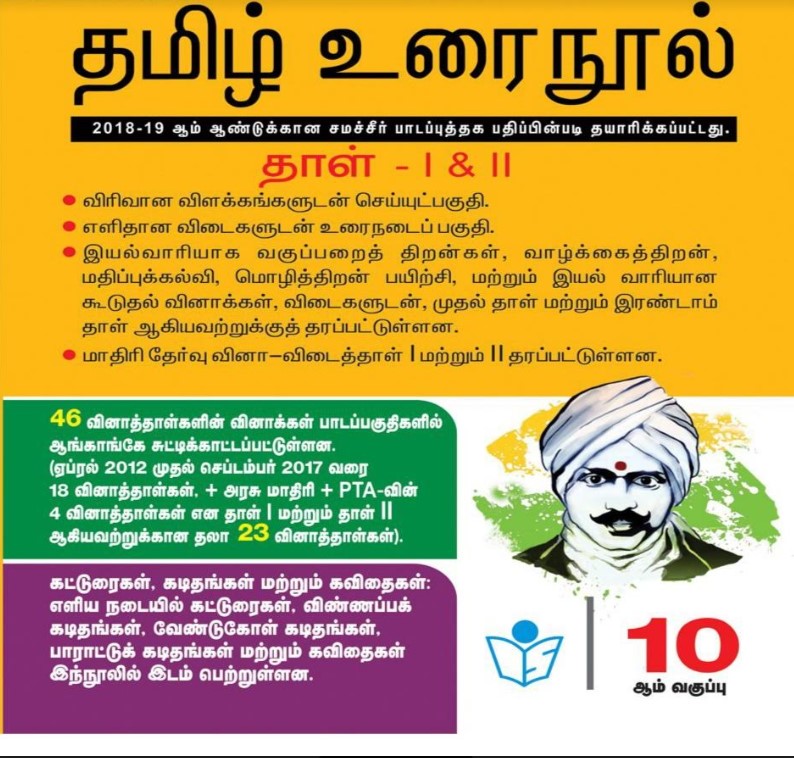 தமிழ் உரைநூல்
2018-19 ஆம் ஆண்டுக்கான சமச்சீர் பாடப்புத்தக பதிப்பின்படி தயாரிக்கப்பட்டது.
தாள் - I & II
● விரிவான விளக்கங்களுடன் செய்யுட்பகுதி.
● எளிதான விடைகளுடன் உரைநடைப் பகுதி.
● இயல்வாரியாக வகுப்பறைத் திறன்கள், வாழ்க்கைத்திறன்,
மதிப்புக்கல்வி, மொழித்திறன் பயிற்சி, மற்றும் இயல் வாரியான
கூடுதல் வினாக்கள், விடைகளுடன், முதல் தாள் மற்றும் இரண்டாம்
தாள் ஆகியவற்றுக்குத் தரப்பட்டுள்ளன.
● மாதிரி தேர்வு வினா–விடைத்தாள் I மற்றும் II தரப்பட்டுள்ளன.
46 வினாத்தாள்களின் வினாக்கள் பாடப்பகுதிகளில்
ஆங்காங்கே சுட்டிக்காட்டப்பட்டுள்ளன.
(ஏப்ரல் 2012 முதல் செப்டம்பர் 2017 வரை
18 வினாத்தாள்கள், + அரசு மாதிரி + PTA-வின்
4 வினாத்தாள்கள் என தாள் I மற்றும் தாள் II
ஆகியவற்றுக்கான தலா 23 வினாத்தாள்கள்).
கட்டுரைகள், கடிதங்கள் மற்றும் கவிதைகள்:
எளிய நடையில் கட்டுரைகள், விண்ணப்பக்
கடிதங்கள், வேண்டுகோள் கடிதங்கள்,
பாராட்டுக் கடிதங்கள் மற்றும் கவிதைகள்
இந்நூலில் இடம் பெற்றுள்ளன.
10
ஆம் வகுப்பு